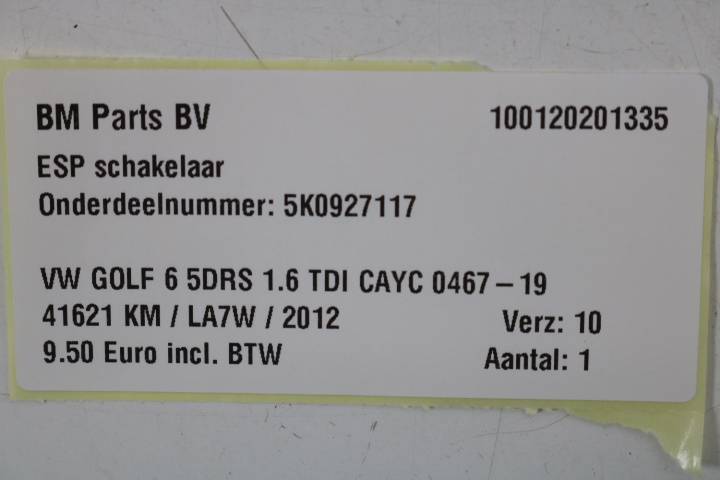 BM Parts BV 100120201335
ESP schakelaar
Onderdeelnummer: 5K0927117
VW GOLF 6 5DRS 1.6 TDI CAYC 0467-19
41621 KM / LA7W / 2012 Verz: 10
9.50 Euro incl. BTW Aantal: 1